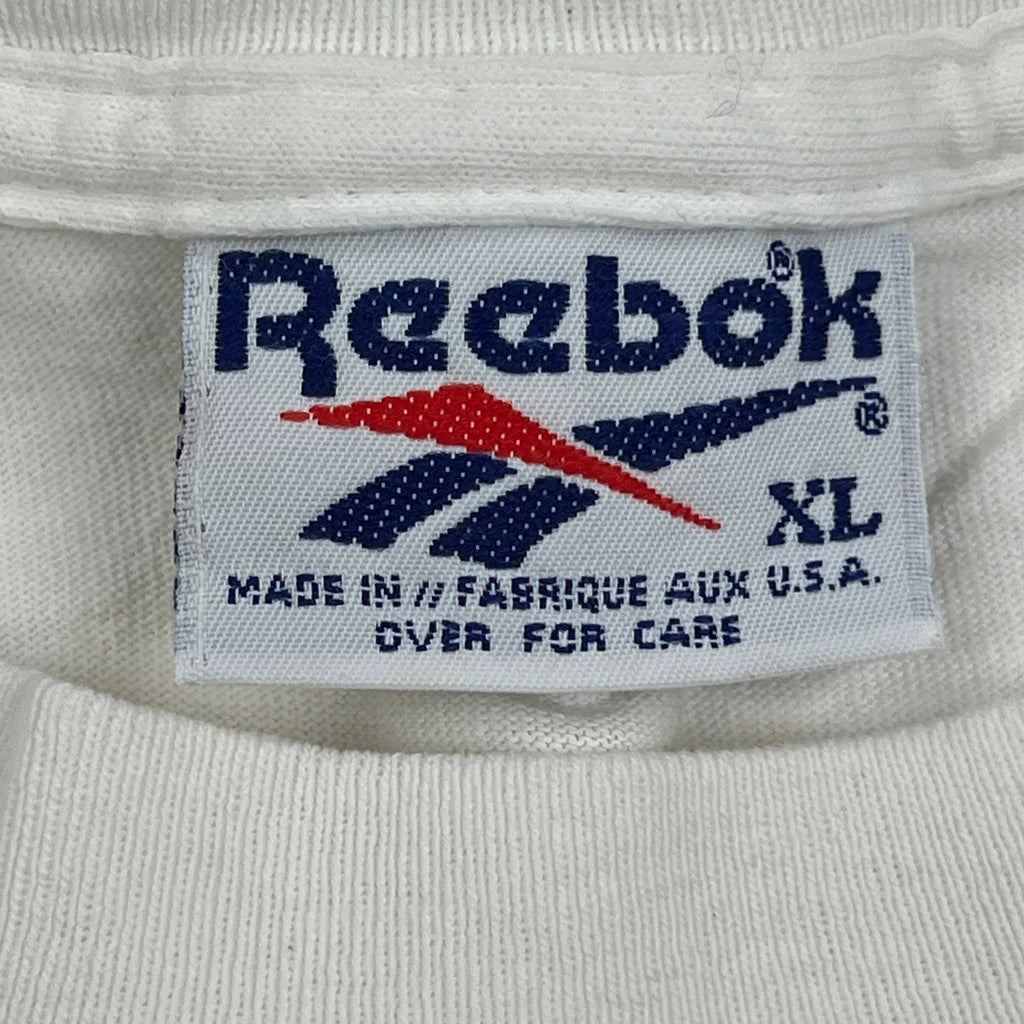 Reebok®
®
XL
MADE IN // FABRIQUE AUX U.S.A.
OVER FOR CARE